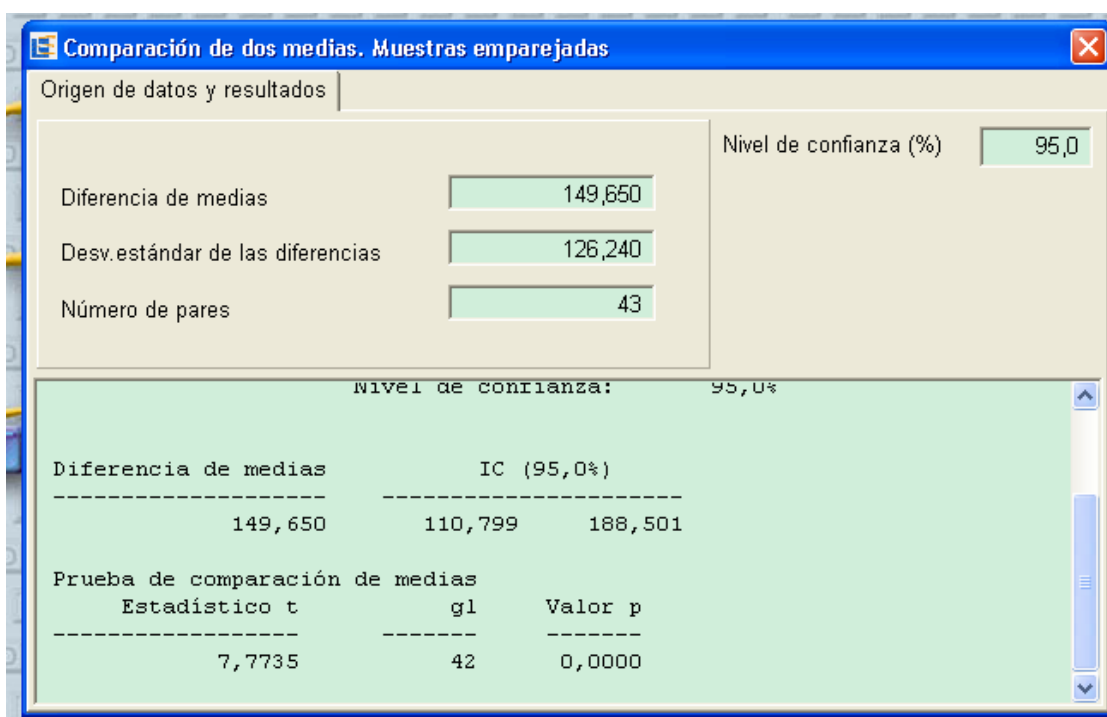 Comparación de dos medias. Muestras emparejadas
Origen de datos y resultados
Nivel de confianza (%) 95,0
Diferencia de medias 149,650
Desv.estándar de las diferencias 126,240
Número de pares 43
Nivel de confianza: 95,0%
Diferencia de medias IC (95,0%)
------------------- ---------------------
149,650 110,799 188,501
Prueba de comparación de medias
Estadístico t gl Valor p
----------------- ------- -------
7,7735 42 0,0000